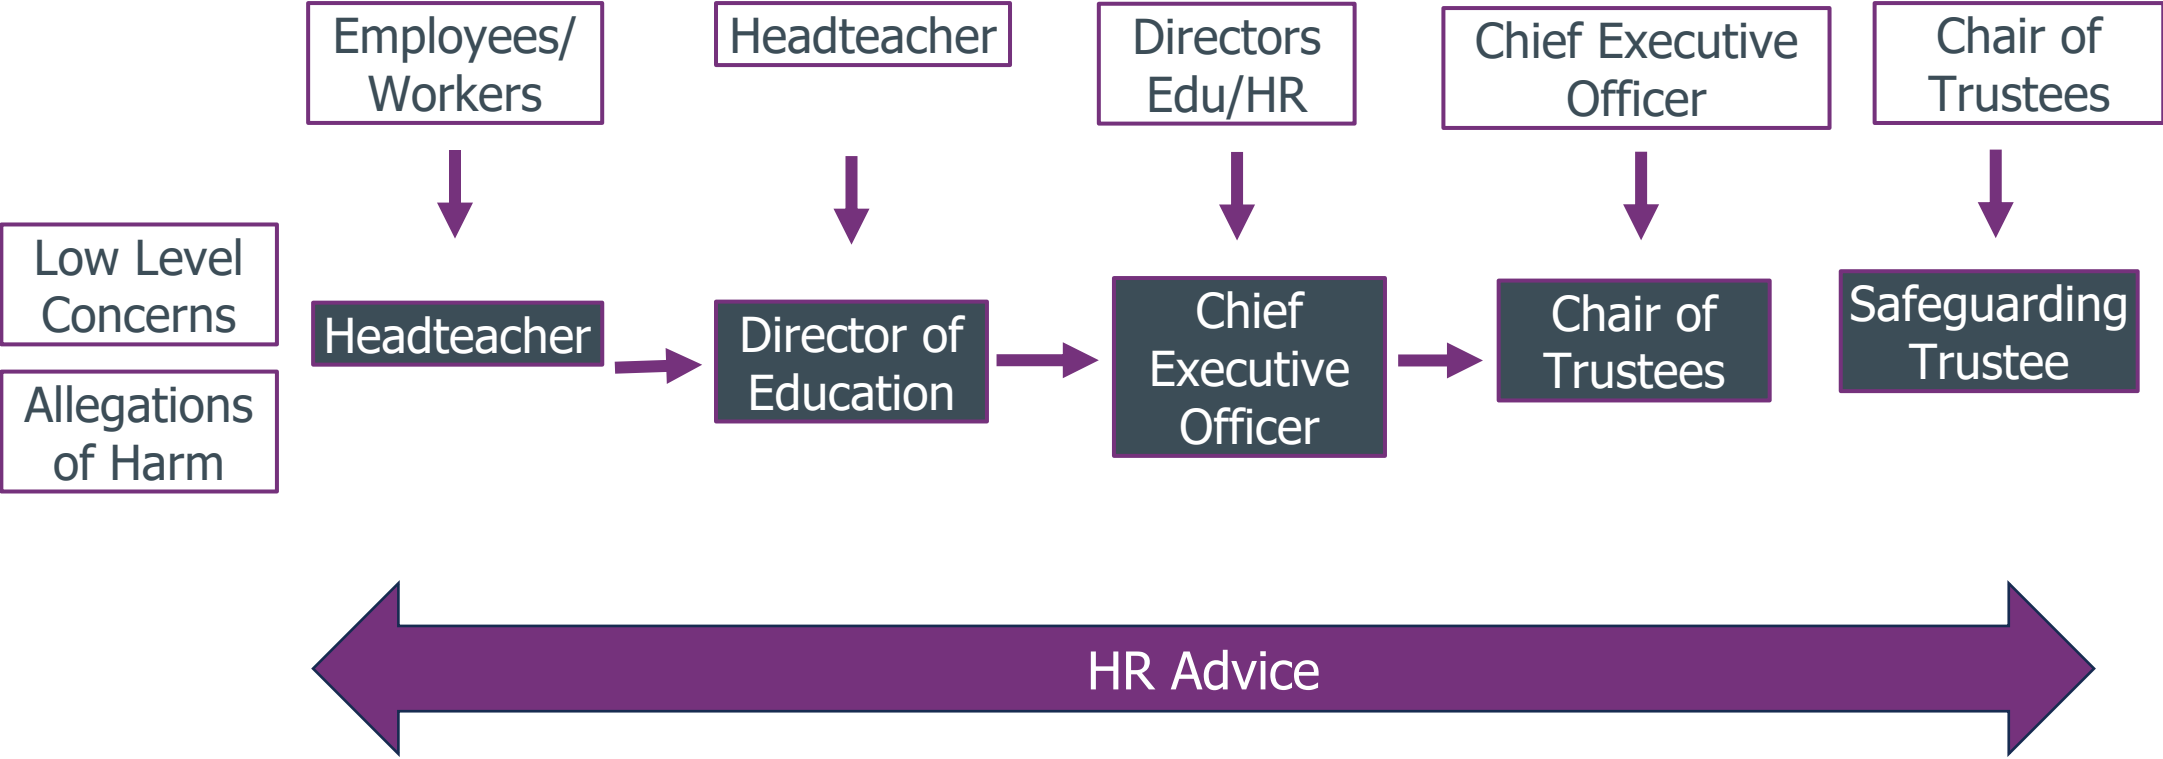 Employees/
Workers
Headteacher
Directors
Edu/HR
Chief Executive
Officer
Chair of
Trustees
Low Level
Concerns
Allegations
of Harm
Headteacher
Director of
Education
Chief
Executive
Officer
Chair of
Trustees
Safeguarding
Trustee
HR Advice